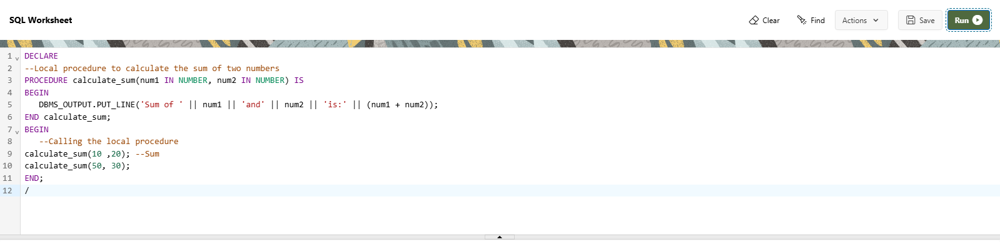 SQL Worksheet
Clear Find Actions Save Run
1 DECLARE
2 --Local procedure to calculate the sum of two numbers
3 PROCEDURE calculate_sum(num1 IN NUMBER, num2 IN NUMBER) IS
4 BEGIN
5    DBMS_OUTPUT.PUT_LINE('Sum of ' || num1 || 'and' || num2 || 'is:' || (num1 + num2));
6 END calculate_sum;
7 BEGIN
8    --Calling the local procedure
9 calculate_sum(10 ,20); --Sum
10 calculate_sum(50, 30);
11 END;
12 /